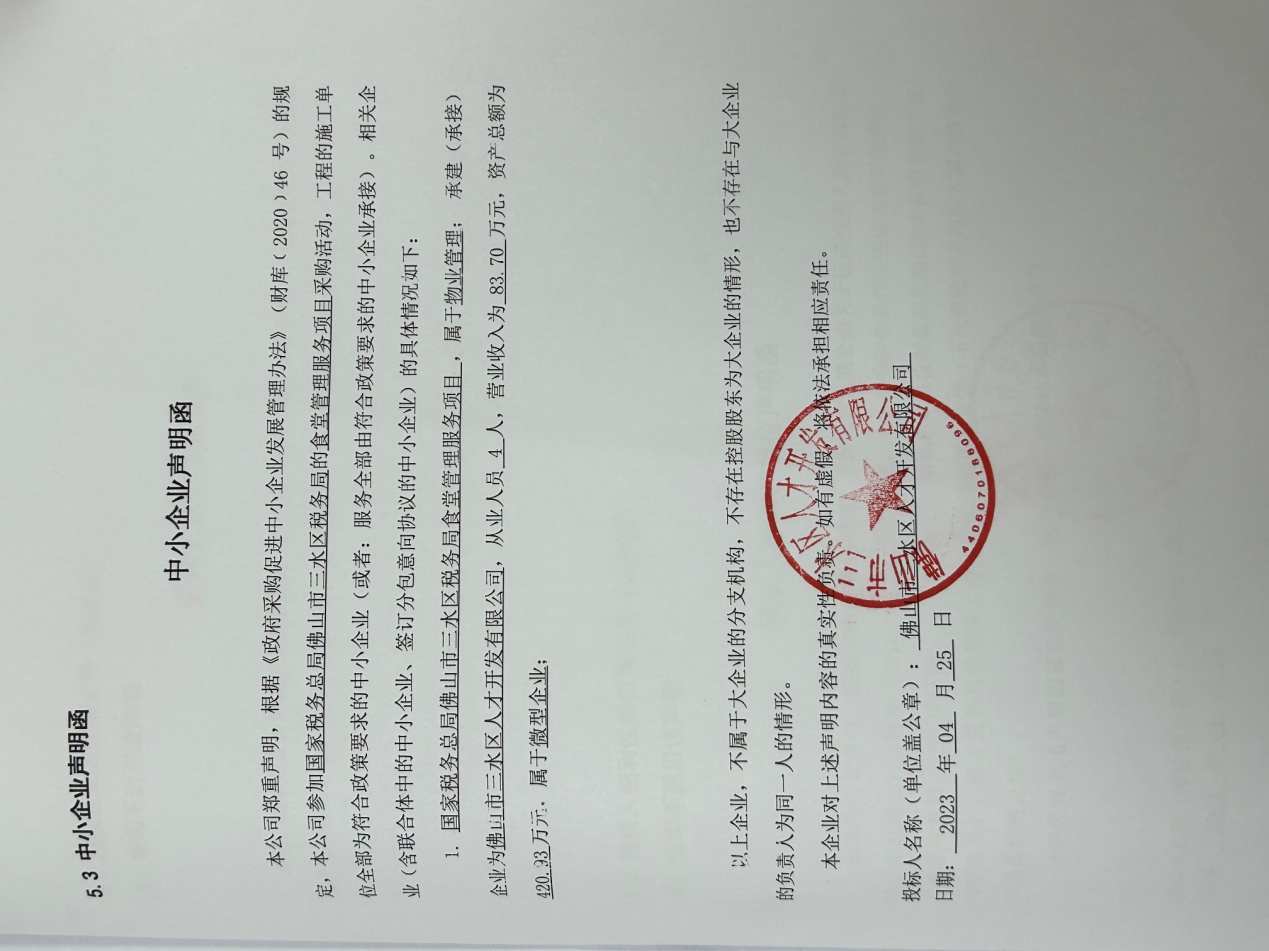 5.3 中小企业声明函
中小企业声明函
本公司郑重声明，根据《政府采购促进中小企业发展管理办法》（财库﹝2020﹞46 号）的规
定，本公司参加国家税务总局佛山市三水区税务局的食堂管理服务项目采购活动，工程的施工单
位全部为符合政策要求的中小企业（或者：服务全部由符合政策要求的中小企业承接）。相关企
业（含联合体中的中小企业、签订分包意向协议的中小企业）的具体情况如下：
1. 国家税务总局佛山市三水区税务局食堂管理服务项目，属于物业管理； 承建（承接）
企业为佛山市三水区人才开发有限公司，从业人员 4 人，营业收入为 83.70 万元，资产总额为
420.93 万元，属于微型企业；
以上企业，不属于大企业的分支机构，不存在控股股东为大企业的情形，也不存在与大企业
的负责人为同一人的情形。
本企业对上述声明内容的真实性负责。如有虚假，将依法承担相应责任。
投标人名称（单位盖公章）：佛山市三水区人才开发有限公司
日期： 2023 年 04 月 25 日
佛山市三水区人才开发有限公司
4406070188096